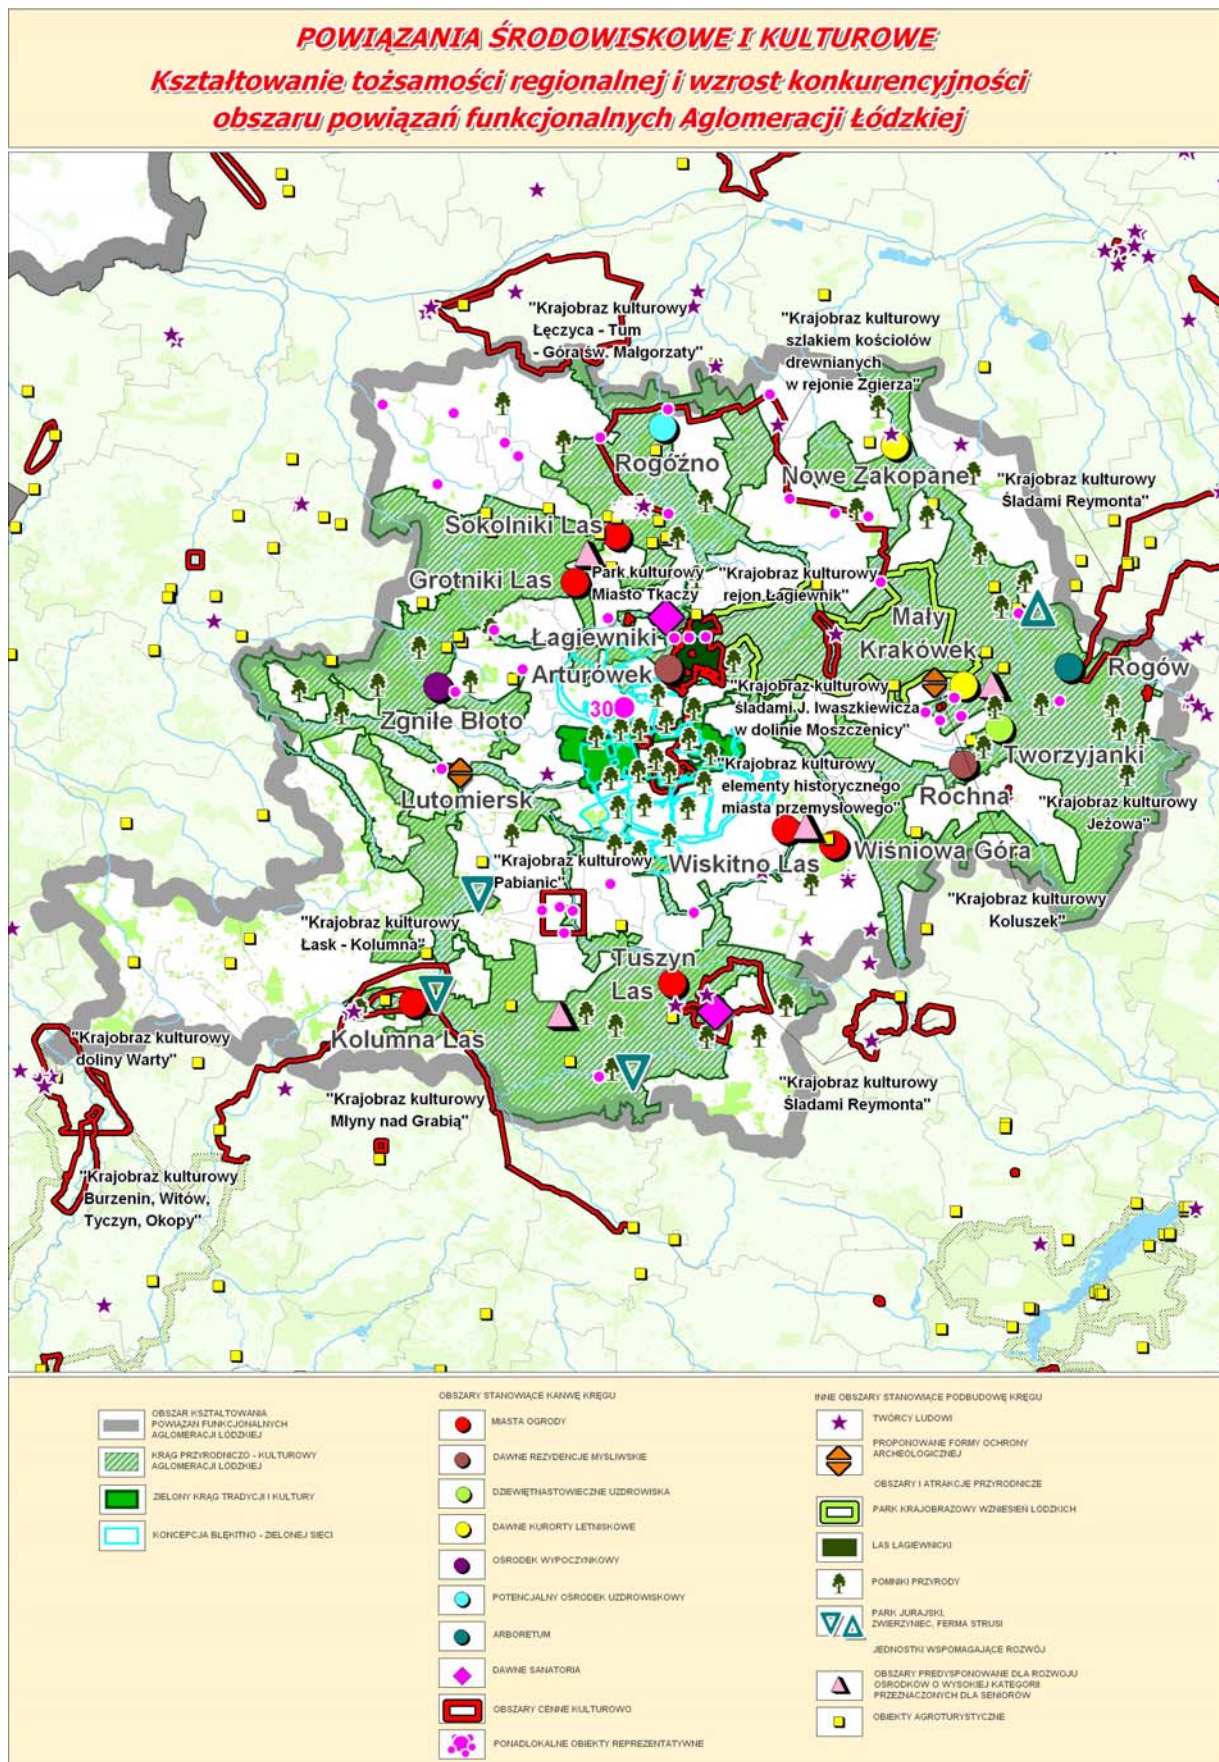 POWIĄZANIA ŚRODOWISKOWE I KULTUROWE
Kształtowanie tożsamości regionalnej i wzrost konkurencyjności
obszaru powiązań funkcjonalnych Aglomeracji Łódzkiej
"Krajobraz kulturowy
Łęczyca - Tum
- Góra św. Małgorzaty"
"Krajobraz kulturowy
szlakiem kościołów
drewnianych
w rejonie Zgierza"
Rogóźno
Nowe Zakopane
"Krajobraz kulturowy
Śladami Reymonta"
Sokolniki Las
Grotniki Las
Park kulturowy
Miasto Tkaczy
"Krajobraz kulturowy
rejon Łagiewnik"
Mały
Krakówek
Łagiewniki
Arturówek
Rogów
Zgniłe Błoto
30
"Krajobraz kulturowy
śladami J. Iwaszkiewicza
w dolinie Moszczenicy"
Tworzyjanki
"Krajobraz kulturowy
elementy historycznego
miasta przemysłowego"
Lutomiersk
Rochna
"Krajobraz kulturowy
Jeżowa"
Wiskitno Las
Wiśniowa Góra
"Krajobraz kulturowy
Pabianic"
"Krajobraz kulturowy
Koluszek"
"Krajobraz kulturowy
Łask - Kolumna"
Tuszyn
Las
Kolumna Las
"Krajobraz kulturowy
doliny Warty"
"Krajobraz kulturowy
Młyny nad Grabią"
"Krajobraz kulturowy
Śladami Reymonta"
"Krajobraz kulturowy
Burzenin, Witów,
Tyczyn, Okopy"
OBSZAR KSZTAŁTOWANIA
POWIĄZAŃ FUNKCJONALNYCH
AGLOMERACJI ŁÓDZKIEJ
KRĄG PRZYRODNICZO - KULTUROWY
AGLOMERACJI ŁÓDZKIEJ
ZIELONY KRĄG TRADYCJI I KULTURY
KONCEPCJA BŁĘKITNO - ZIELONEJ SIECI
OBSZARY STANOWIĄCE KANWĘ KRĘGU
MIASTA OGRODY
DAWNE REZYDENCJE MYŚLIWSKIE
DZIEWIĘTNASTOWIECZNE UZDROWISKA
DAWNE KURORTY LETNISKOWE
OŚRODEK WYPOCZYNKOWY
POTENCJALNY OŚRODEK UZDROWISKOWY
ARBORETUM
DAWNE SANATORIA
OBSZARY CENNE KULTUROWO
PONADLOKALNE OBIEKTY REPREZENTATYWNE
INNE OBSZARY STANOWIĄCE PODBUDOWĘ KRĘGU
TWÓRCY LUDOWI
PROPONOWANE FORMY OCHRONY
ARCHEOLOGICZNEJ
OBSZARY I ATRAKCJE PRZYRODNICZE
PARK KRAJOBRAZOWY WZNIESIEŃ ŁÓDZKICH
LAS ŁAGIEWNICKI
POMNIKI PRZYRODY
PARK JURAJSKI,
ZWIERZYNIEC, FERMA STRUSI
JEDNOSTKI WSPOMAGAJĄCE ROZWÓJ
OBSZARY PREDYSPONOWANE DLA ROZWOJU
OŚRODKÓW O WYSOKIEJ KATEGORII
PRZEZNACZONYCH DLA SENIORÓW
OBIEKTY AGROTURYSTYCZNE